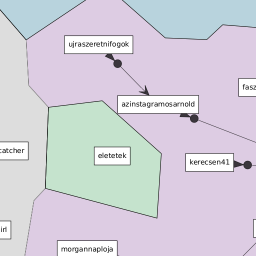 ujraszeretnifogok
fasz
azinstagramosarnold
catcher
eletetek
kerecsen41
irl
morgannaploja